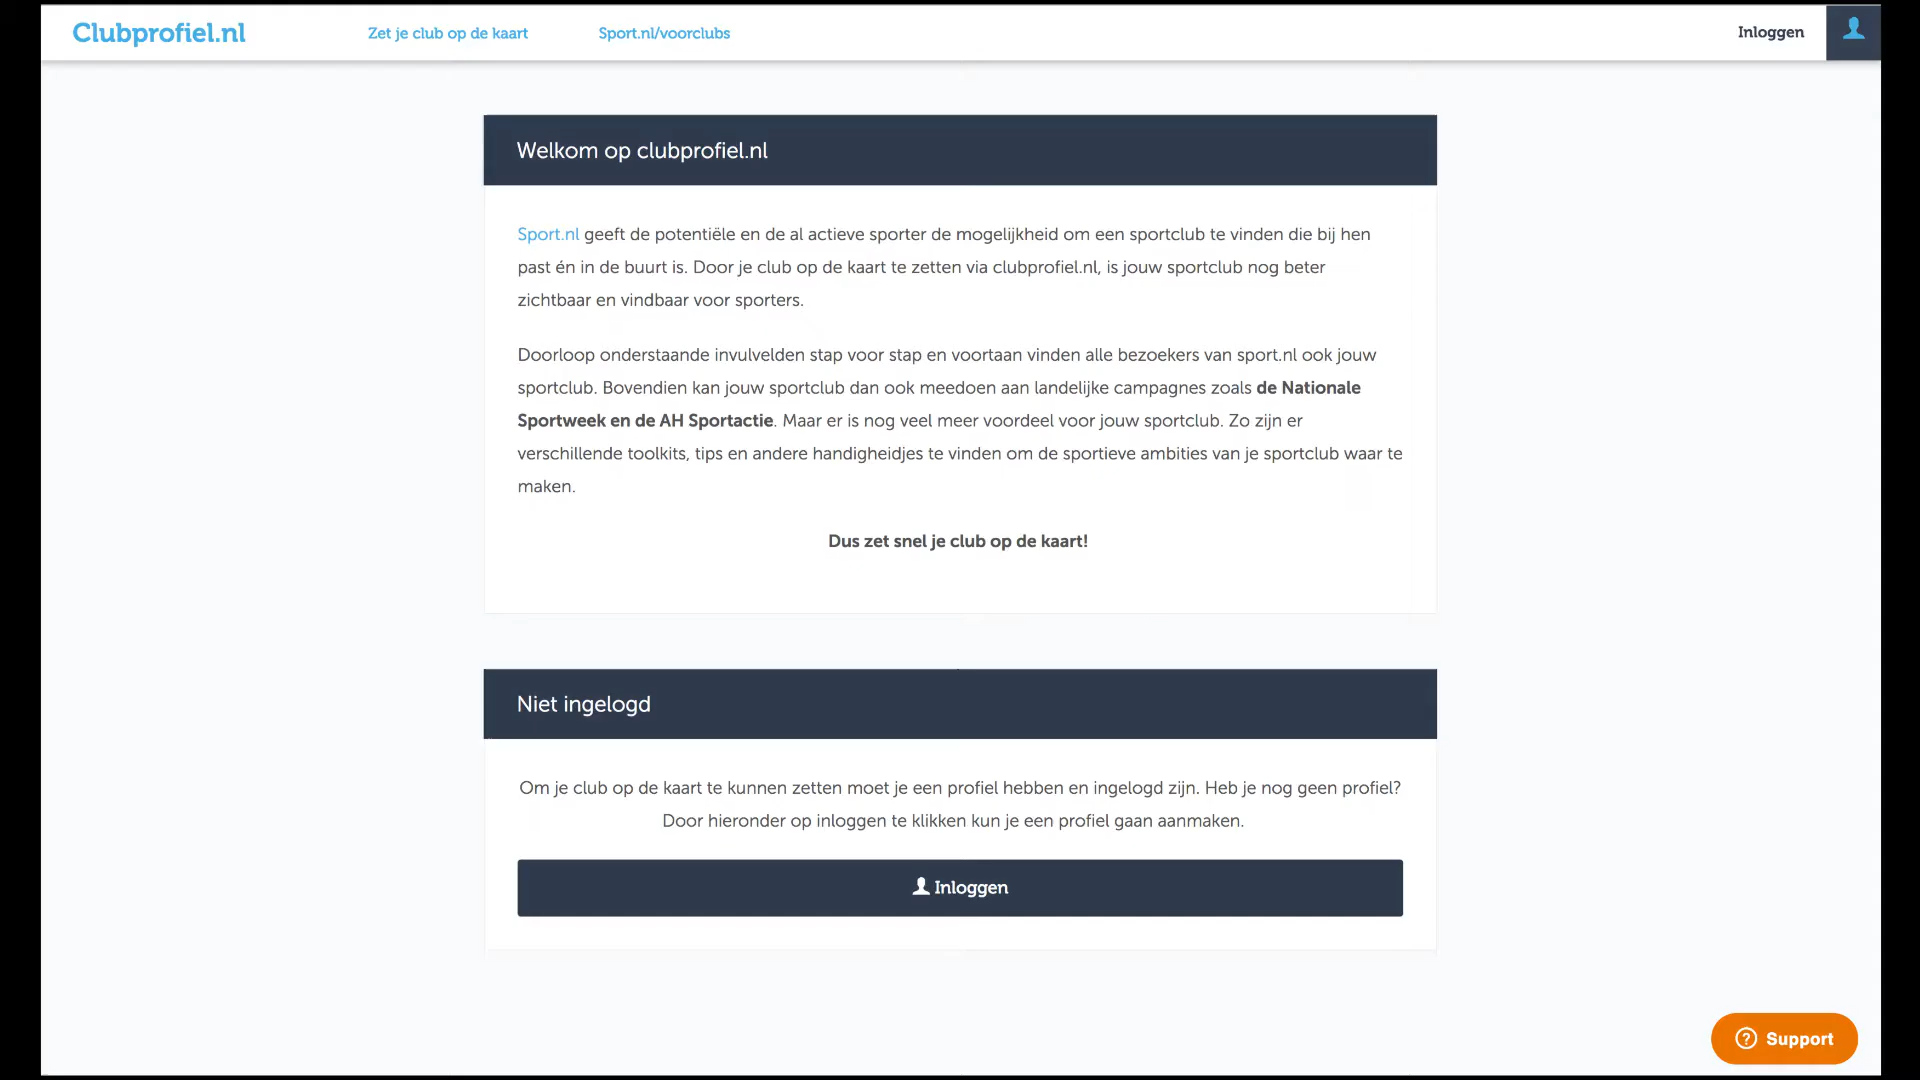 Clubprofiel.nl
Zet je club op de kaart
Sport.nl/voorclubs
Inloggen
Welkom op clubprofiel.nl
Sport.nl geeft de potentiële en de al actieve sporter de mogelijkheid om een sportclub te vinden die bij hen
past én in de buurt is. Door je club op de kaart te zetten via clubprofiel.nl, is jouw sportclub nog beter
zichtbaar en vindbaar voor sporters.
Doorloop onderstaande invulvelden stap voor stap en voortaan vinden alle bezoekers van sport.nl ook jouw
sportclub. Bovendien kan jouw sportclub dan ook meedoen aan landelijke campagnes zoals de Nationale
Sportweek en de AH Sportactie. Maar er is nog veel meer voordeel voor jouw sportclub. Zo zijn er
verschillende toolkits, tips en andere handigheidjes te vinden om de sportieve ambities van je sportclub waar te
maken.
Dus zet snel je club op de kaart!
Niet ingelogd
Om je club op de kaart te kunnen zetten moet je een profiel hebben en ingelogd zijn. Heb je nog geen profiel?
Door hieronder op inloggen te klikken kun je een profiel gaan aanmaken.
Inloggen
Support